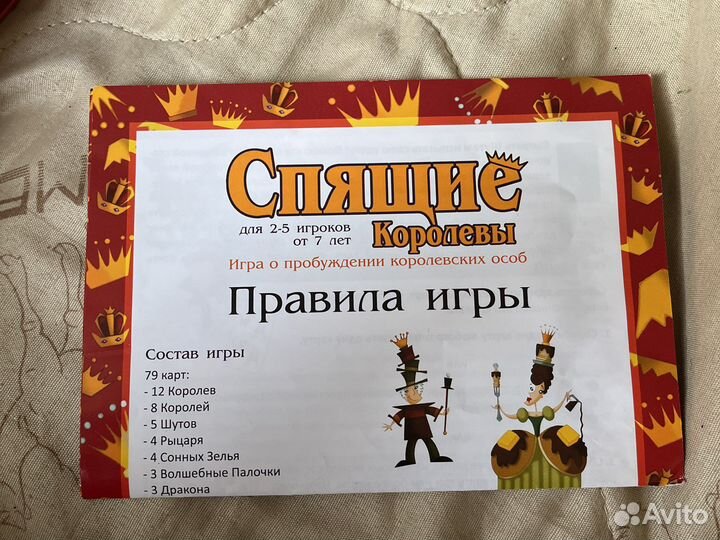 Спящие
для 2-5 игроков
от 7 лет
Королевы
Игра о пробуждении королевских особ
Правила игры
Состав игры
79 карт:
- 12 Королев
- 8 Королей
- 5 Шутов
- 4 Рыцаря
- 4 Сонных Зелья
- 3 Волшебные Палочки
- 3 Дракона
Avito